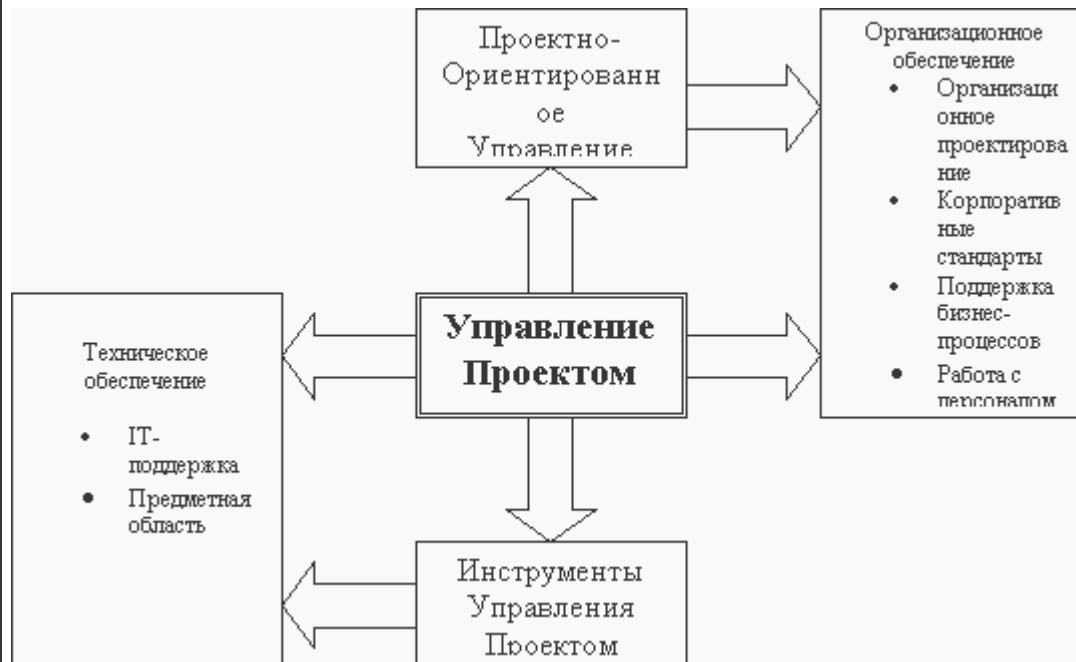 Проектно-
Ориентированн
ое
Управление
Организационное
обеспечение
• Организаци
онное
проектирова
ние
• Корпоратив
ные
стандарты
• Поддержка
бизнес-
процессов
• Работа с
персоналом
Управление
Проектом
Техническое
обеспечение
• IT-
поддержка
• Предметная
область
Инструменты
Управления
Проектом